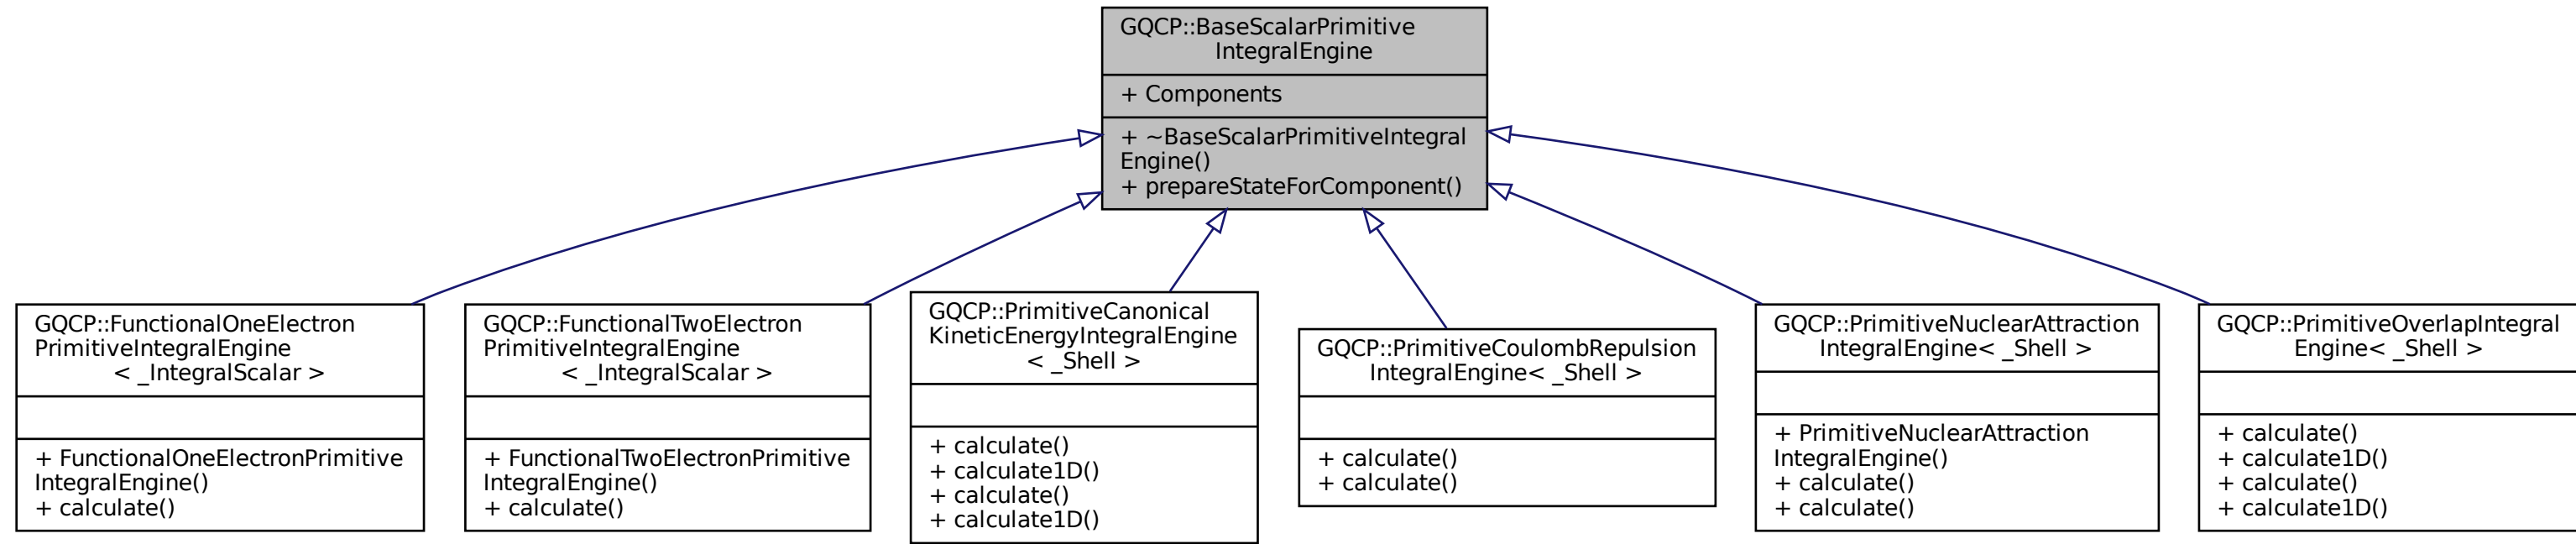 GQCP::BaseScalarPrimitive
IntegralEngine
+ Components
+ ~BaseScalarPrimitiveIntegral
Engine()
+ prepareStateForComponent()
GQCP::FunctionalOneElectron
PrimitiveIntegralEngine
< _IntegralScalar >
+ FunctionalOneElectronPrimitive
IntegralEngine()
+ calculate()
GQCP::FunctionalTwoElectron
PrimitiveIntegralEngine
< _IntegralScalar >
+ FunctionalTwoElectronPrimitive
IntegralEngine()
+ calculate()
GQCP::PrimitiveCanonical
KineticEnergyIntegralEngine
< _Shell >
+ calculate()
+ calculate1D()
+ calculate()
+ calculate1D()
GQCP::PrimitiveCoulombRepulsion
IntegralEngine< _Shell >
+ calculate()
+ calculate()
GQCP::PrimitiveNuclearAttraction
IntegralEngine< _Shell >
+ PrimitiveNuclearAttraction
IntegralEngine()
+ calculate()
+ calculate()
GQCP::PrimitiveOverlapIntegral
Engine< _Shell >
+ calculate()
+ calculate1D()
+ calculate()
+ calculate1D()